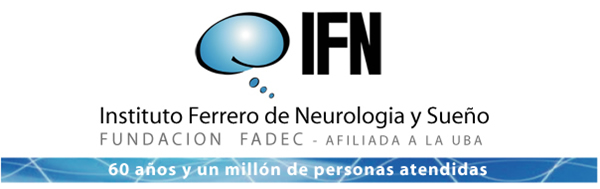 IFN
Instituto Ferrero de Neurologia y Sueño
FUNDACION FADEC - AFILIADA A LA UBA
60 años y un millón de personas atendidas